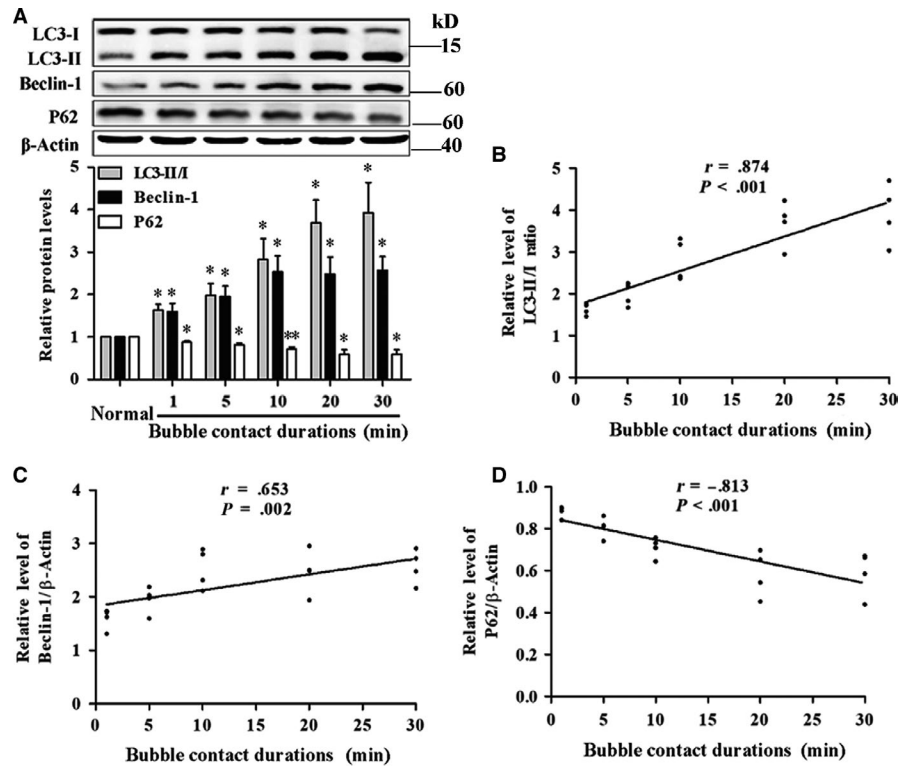 A
kD
LC3-I
15
LC3-II
Beclin-1
60
P62
60
β-Actin
40
Relative protein levels
5
4
3
2
1
0
LC3-II/I
Beclin-1
P62
* *
*
* *
*
* *
**
* *
*
* *
*
Normal 1 5 10 20 30
Bubble contact durations (min)
B
r = .874
P < .001
Relative level of
LC3-II/I ratio
5
4
3
2
1
0
0 5 10 15 20 25 30
Bubble contact durations (min)
C
r = .653
P = .002
Relative level of
Beclin-1/β-Actin
4
3
2
1
0
0 5 10 15 20 25 30
Bubble contact durations (min)
D
r = –.813
P < .001
Relative level of
P62/β-Actin
1.0
0.8
0.6
0.4
0.2
0.0
0 5 10 15 20 25 30
Bubble contact durations (min)